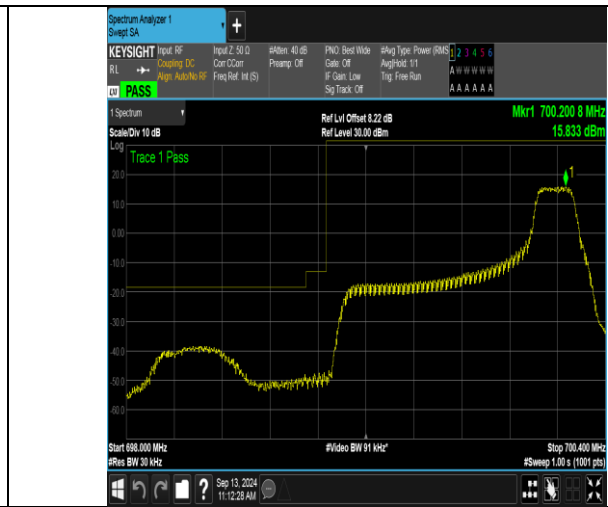 Spectrum Analyzer 1
Swept SA
+
KEYSIGHT Input: RF Input Z: 50 Ω #Atten: 40 dB PNO: Best Wide #Avg Type: Power (RMS 1 2 3 4 5 6
RL Coupling: DC Corr CCorr Preamp: Off Gate: Off Avg|Hold: 1/1 A W W W W W
Align: Auto/No RF Freq Ref: Int (S) IF Gain: Low Trig: Free Run
LXI PASS Sig Track: Off A A A A A A
1 Spectrum Ref Lvl Offset 8.22 dB Mkr1 700.200 8 MHz
Scale/Div 10 dB Ref Level 30.00 dBm 15.833 dBm
Log
Trace 1 Pass
1
20.0
10.0
0.00
-10.0
-20.0
-30.0
-40.0
-50.0
-60.0
Start 698.000 MHz #Video BW 91 kHz* Stop 700.400 MHz
#Res BW 30 kHz #Sweep 1.00 s (1001 pts)
? Sep 13, 2024
11:12:28 AM